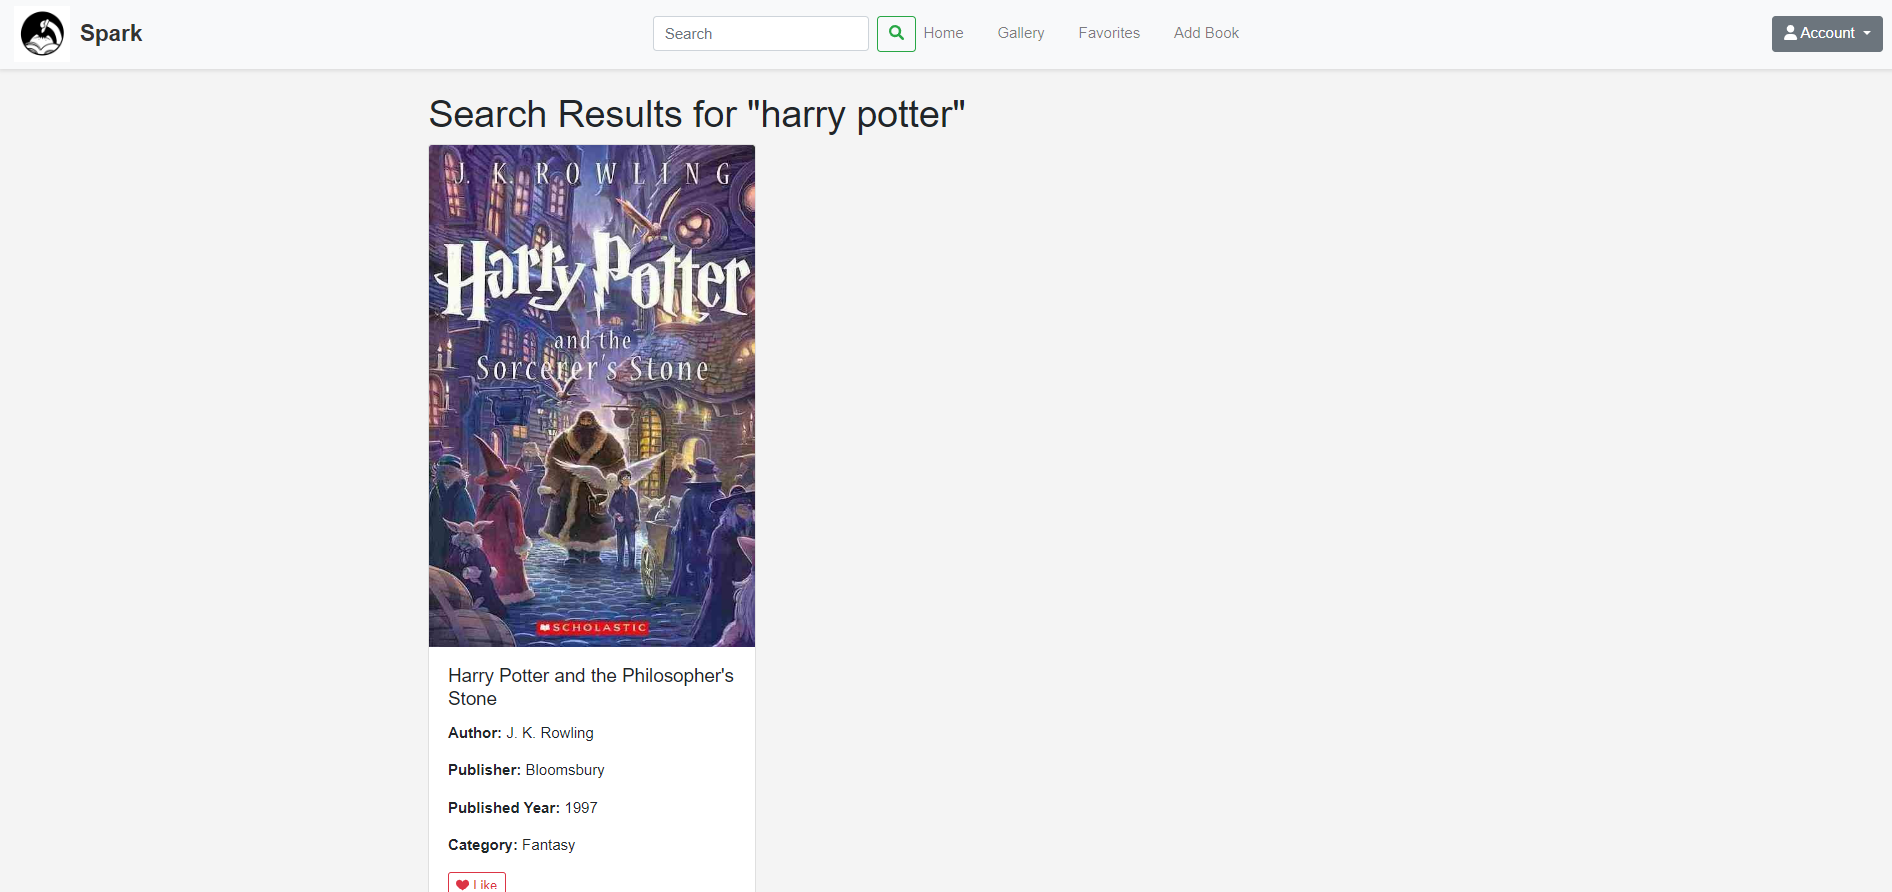 Spark
Search
Home
Gallery
Favorites
Add Book
Account
Search Results for "harry potter"
J. K. ROWLING
Harry Potter
and the
Sorcerer's Stone
SCHOLASTIC
Harry Potter and the Philosopher's
Stone
Author: J. K. Rowling
Publisher: Bloomsbury
Published Year: 1997
Category: Fantasy
Like